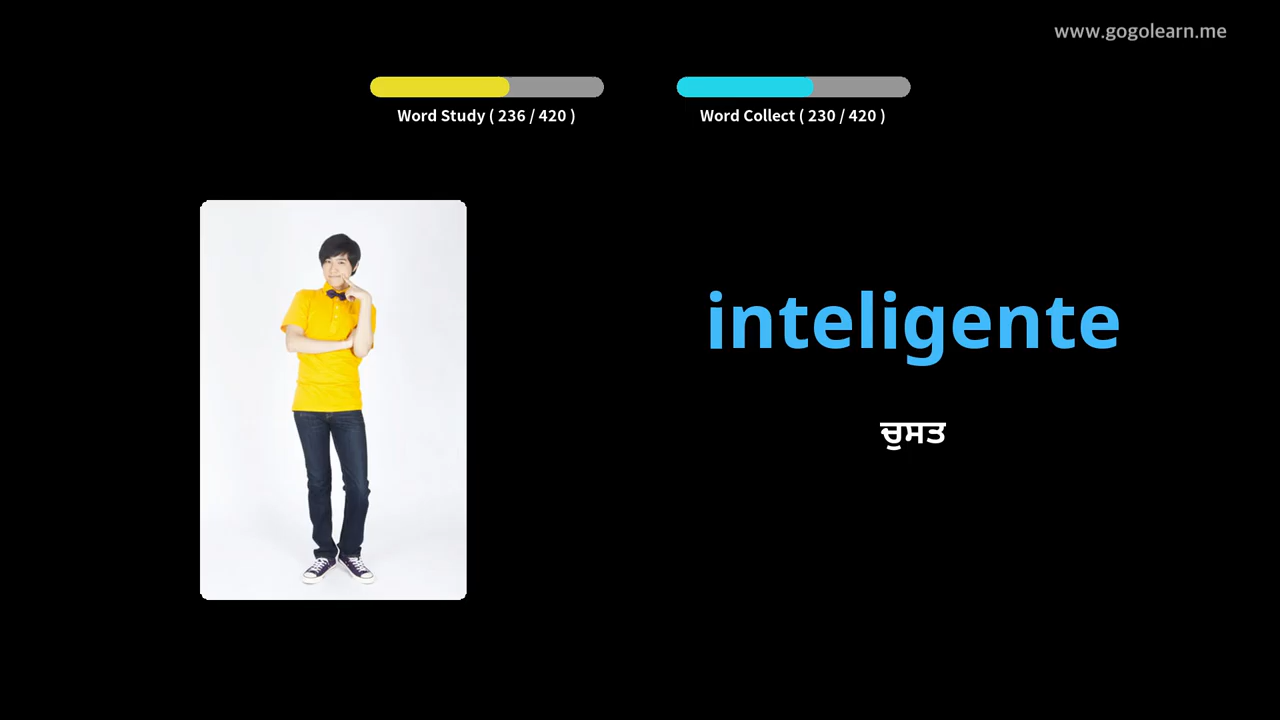 www.gogolearn.me
Word Study ( 236 / 420 )
Word Collect ( 230 / 420 )
inteligente
ਚੁਸਤ